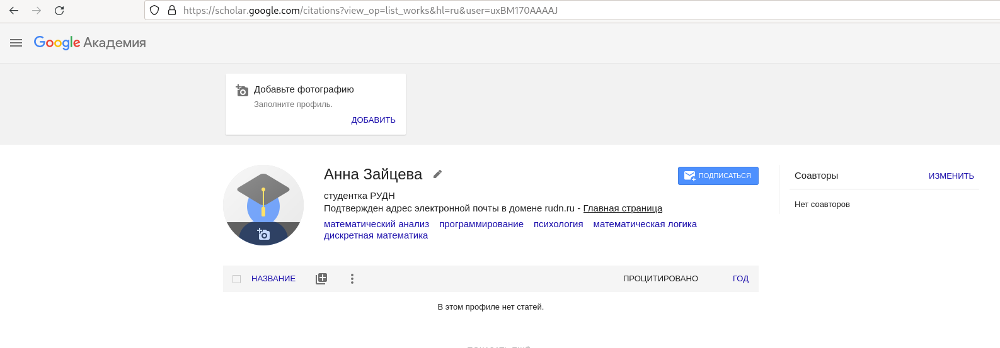 https://scholar.google.com/citations?view_op=list_works&hl=ru&user=uxBM170AAAAJ
Google Академия
Добавьте фотографию
Заполните профиль.
ДОБАВИТЬ
Анна Зайцева
ПОДПИСАТЬСЯ
студентка РУДН
Подтвержден адрес электронной почты в домене rudn.ru - Главная страница
математический анализ программирование психология математическая логика
дискретная математика
Соавторы ИЗМЕНИТЬ
Нет соавторов
НАЗВАНИЕ ПРОЦИТИРОВАНО ГОД
В этом профиле нет статей.